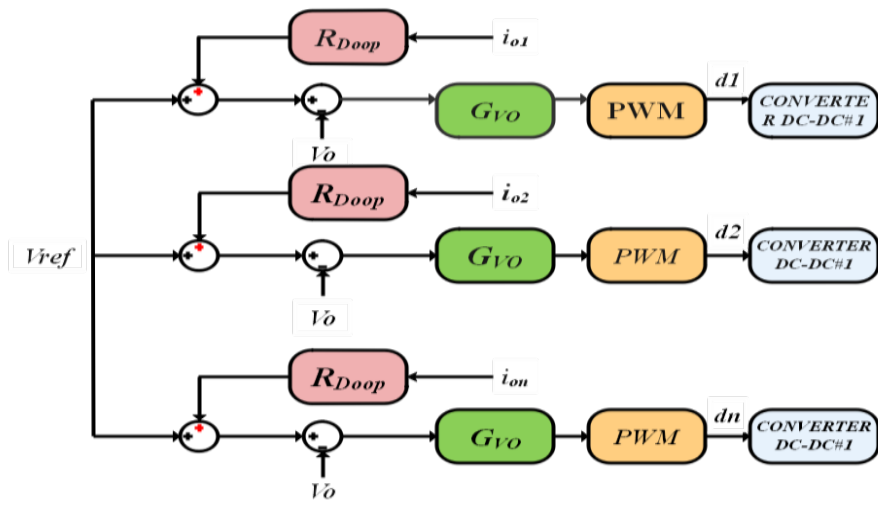 R_Doop
i_o1
d1
+
+
+
-
G_VO
PWM
CONVERTE
R DC-DC#1
Vo
R_Doop
i_o2
d2
Vref
+
+
+
-
G_VO
PWM
CONVERTER
DC-DC#1
Vo
R_Doop
i_on
dn
+
+
+
-
G_VO
PWM
CONVERTER
DC-DC#1
Vo